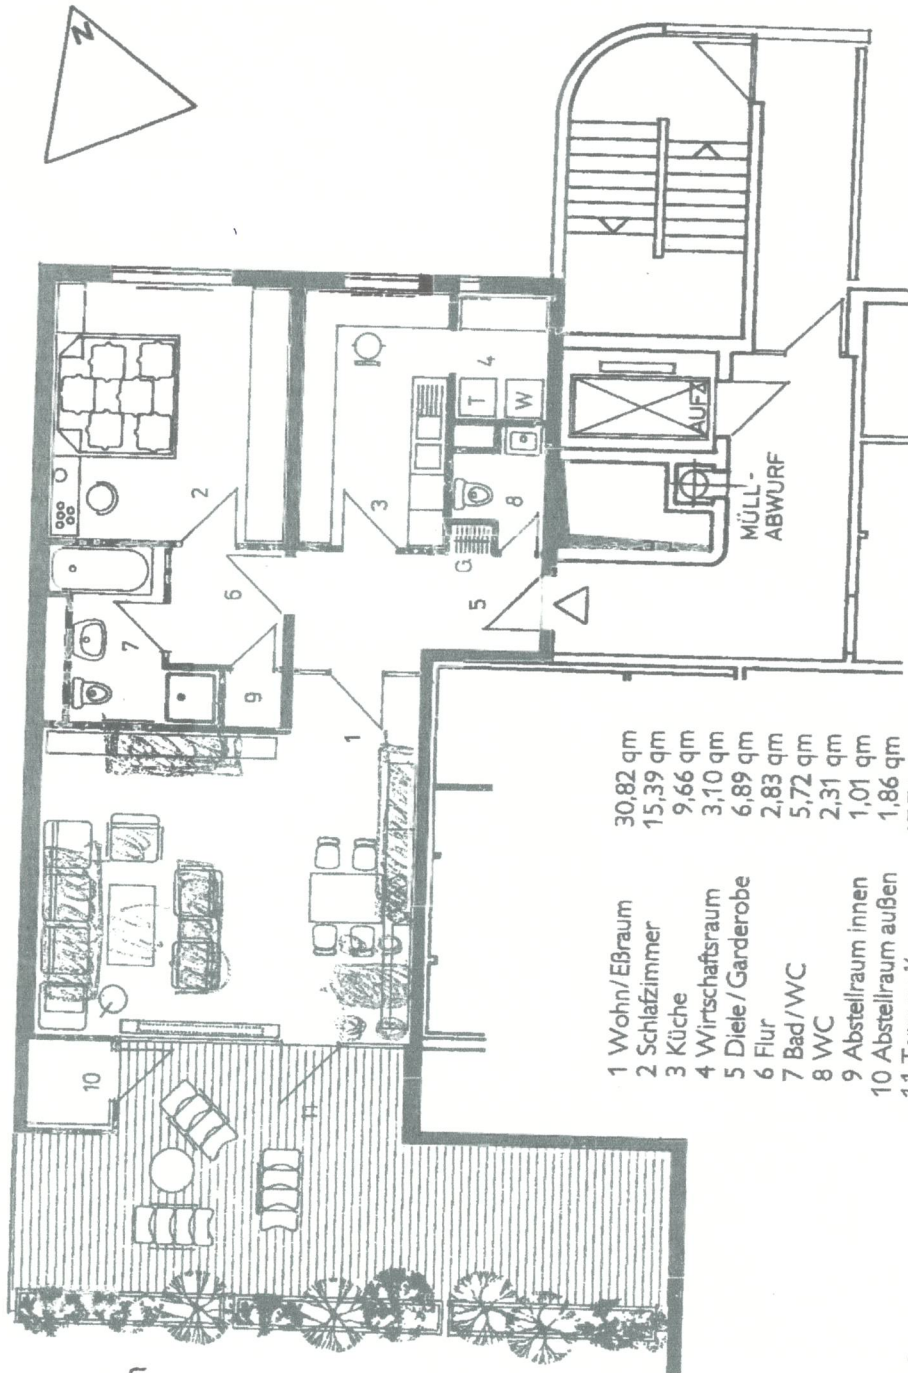 N
2
3
4
T
W
8
G
5
6
7
9
1
10
11
AUFZ
MÜLL-
ABWURF
1 Wohn/Eßraum 30,82 qm
2 Schlafzimmer 15,39 qm
3 Küche 9,66 qm
4 Wirtschaftsraum 3,10 qm
5 Diele/Garderobe 6,89 qm
6 Flur 2,83 qm
7 Bad/WC 5,72 qm
8 WC 2,31 qm
9 Abstellraum innen 1,01 qm
10 Abstellraum außen 1,86 qm
11